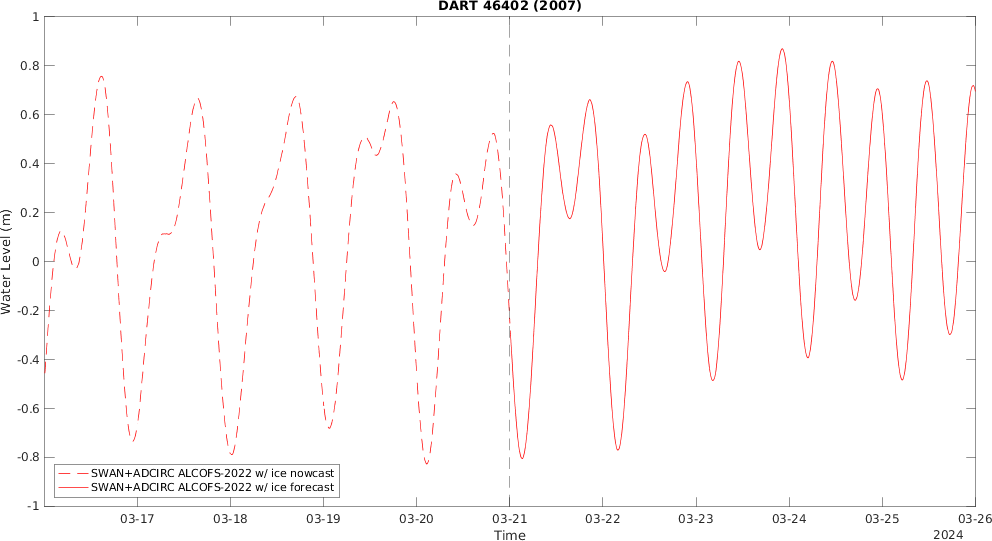 DART 46402 (2007)
1
0.8
0.6
0.4
0.2
0
-0.2
-0.4
-0.6
-0.8
-1
Water Level (m)
SWAN+ADCIRC ALCOFS-2022 w/ ice nowcast
SWAN+ADCIRC ALCOFS-2022 w/ ice forecast
03-17 03-18 03-19 03-20 03-21 03-22 03-23 03-24 03-25 03-26
Time
2024